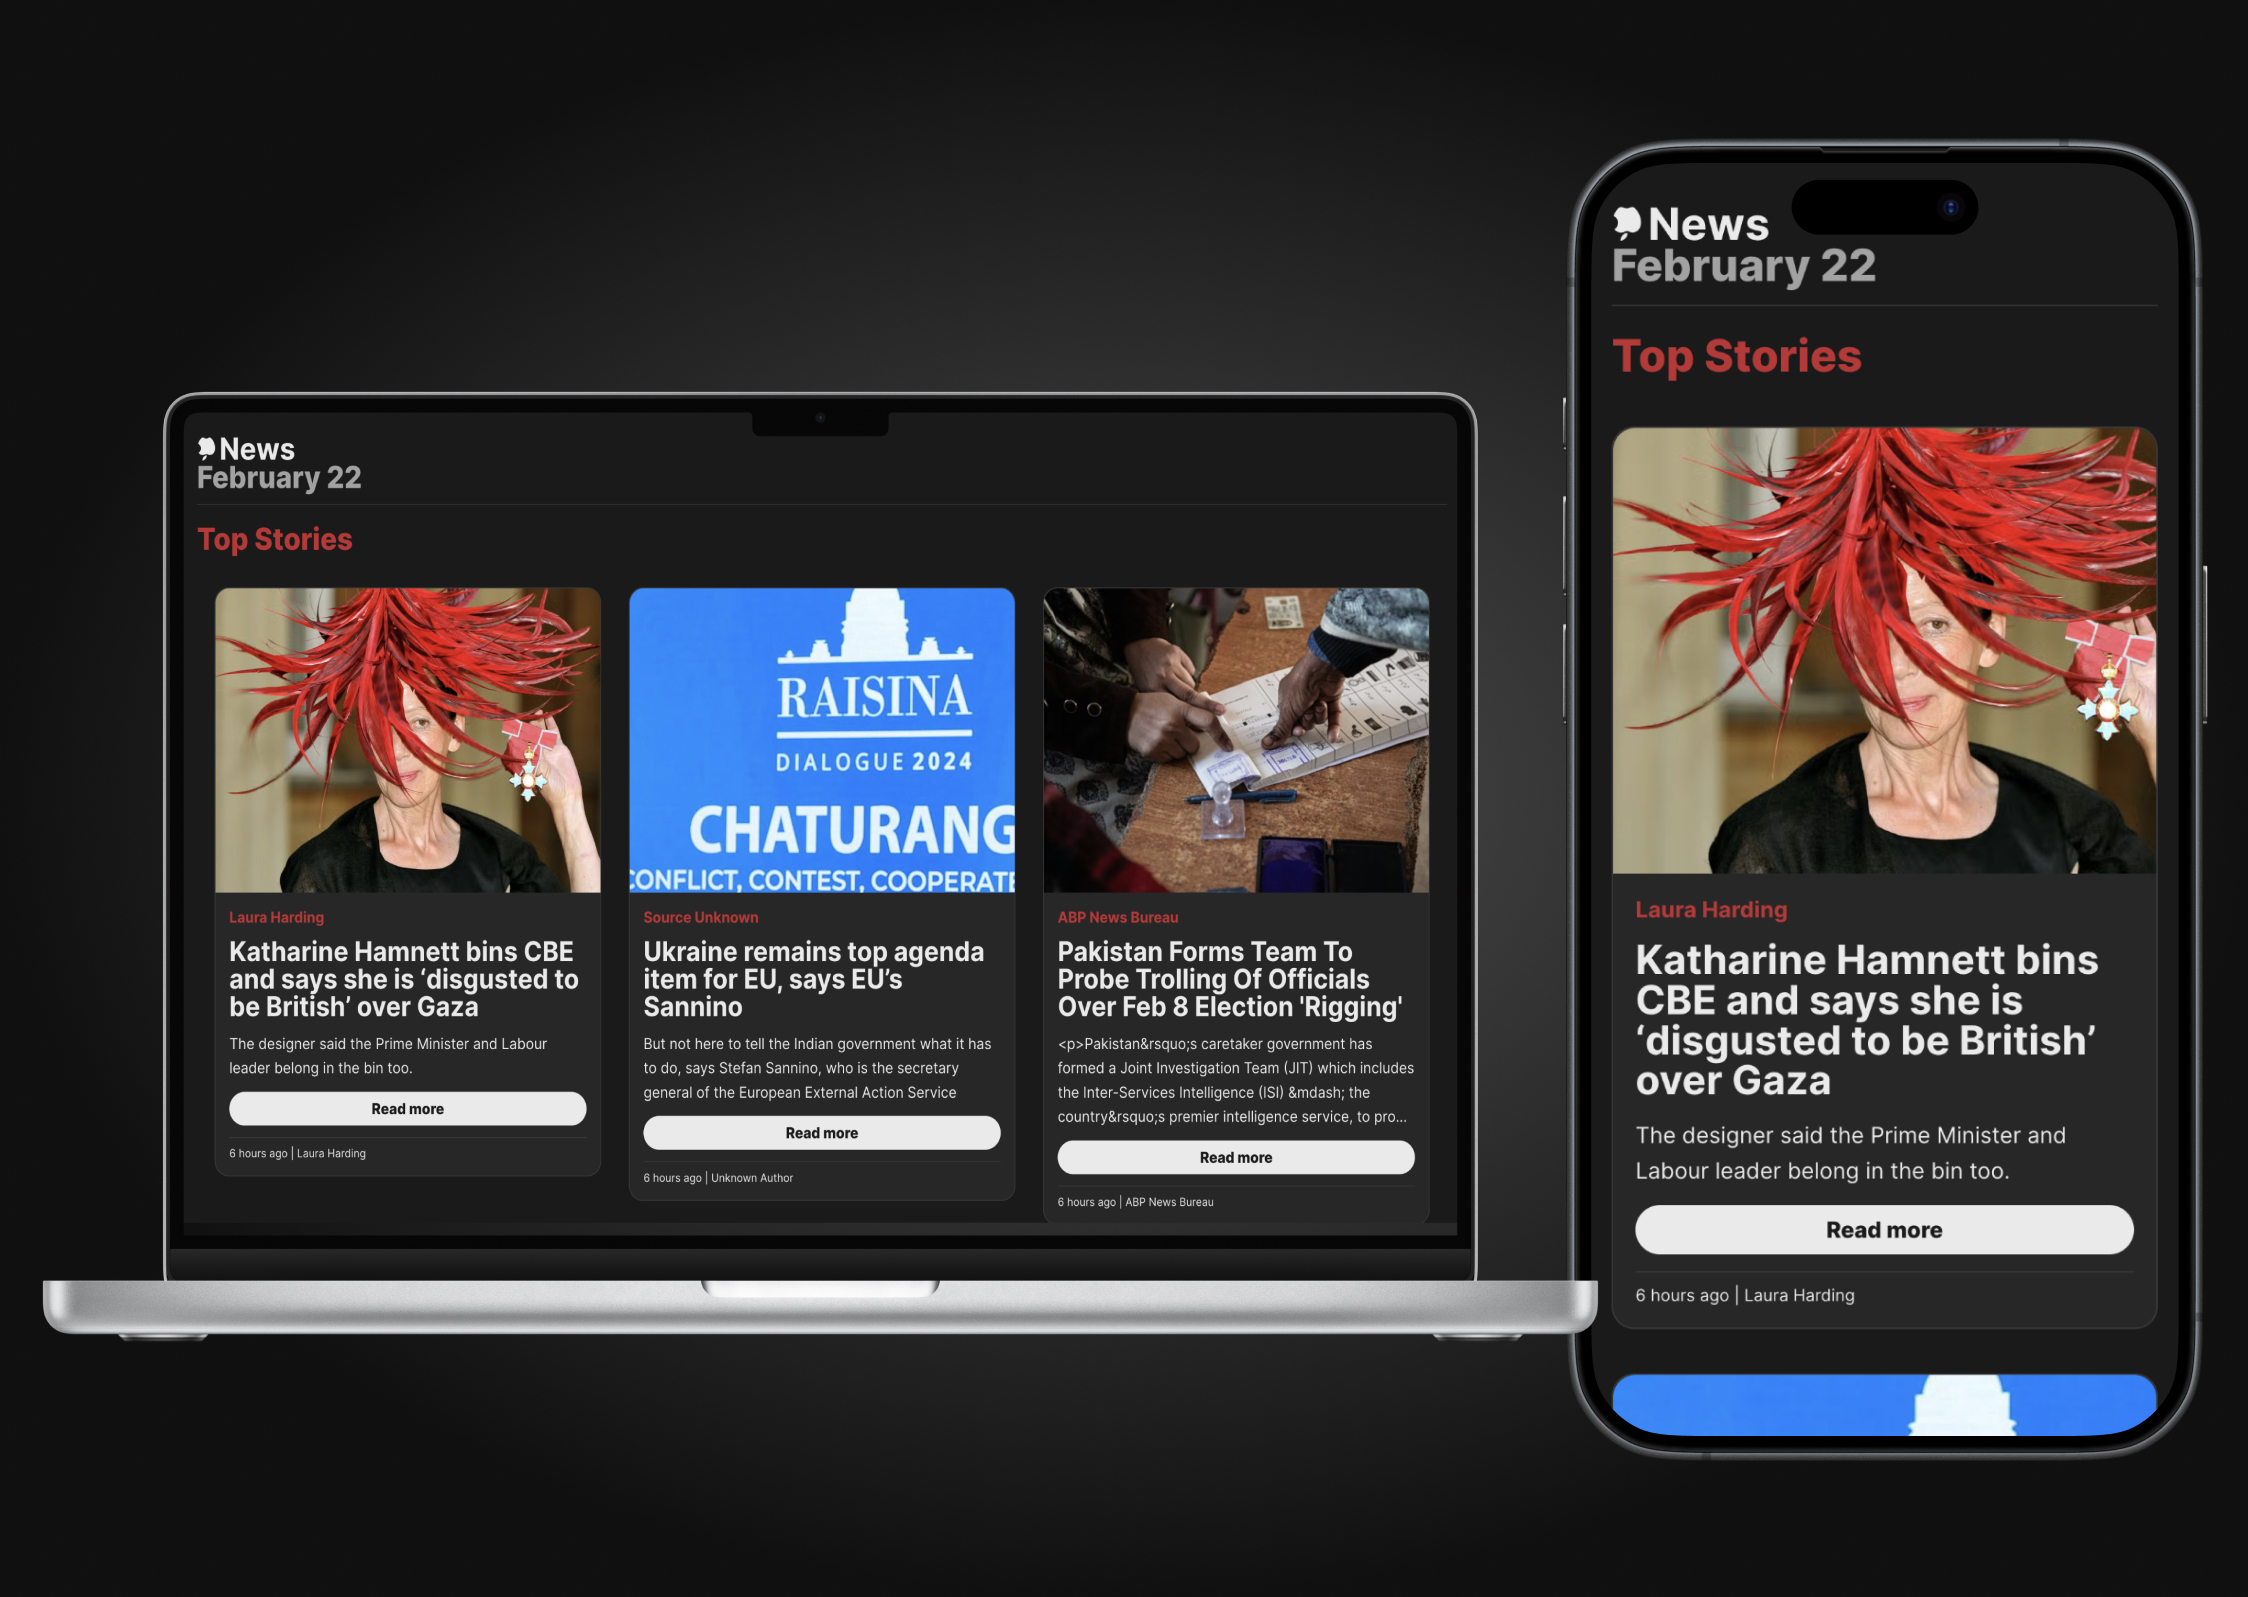 News
February 22
Top Stories
RAISINA
DIALOGUE 2024
CHATURANG
CONFLICT, CONTEST, COOPERATE
Laura Harding
Katharine Hamnett bins CBE
and says she is ‘disgusted to
be British’ over Gaza
The designer said the Prime Minister and Labour
leader belong in the bin too.
Read more
6 hours ago | Laura Harding
Source Unknown
Ukraine remains top agenda
item for EU, says EU’s
Sannino
But not here to tell the Indian government what it has
to do, says Stefan Sannino, who is the secretary
general of the European External Action Service
Read more
6 hours ago | Unknown Author
ABP News Bureau
Pakistan Forms Team To
Probe Trolling Of Officials
Over Feb 8 Election 'Rigging'
<p>Pakistan&rsquo;s caretaker government has
formed a Joint Investigation Team (JIT) which includes
the Inter-Services Intelligence (ISI) &mdash; the
country&rsquo;s premier intelligence service, to pro...
Read more
6 hours ago | ABP News Bureau
News
February 22
Top Stories
Laura Harding
Katharine Hamnett bins
CBE and says she is
‘disgusted to be British’
over Gaza
The designer said the Prime Minister and
Labour leader belong in the bin too.
Read more
6 hours ago | Laura Harding